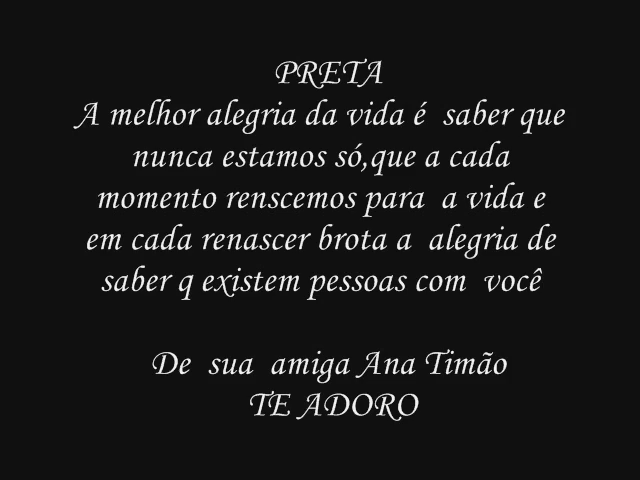 PRETA
A melhor alegria da vida é saber que
nunca estamos só,que a cada
momento renscemos para a vida e
em cada renascer brota a alegria de
saber q existem pessoas com você
De sua amiga Ana Timão
TE ADORO